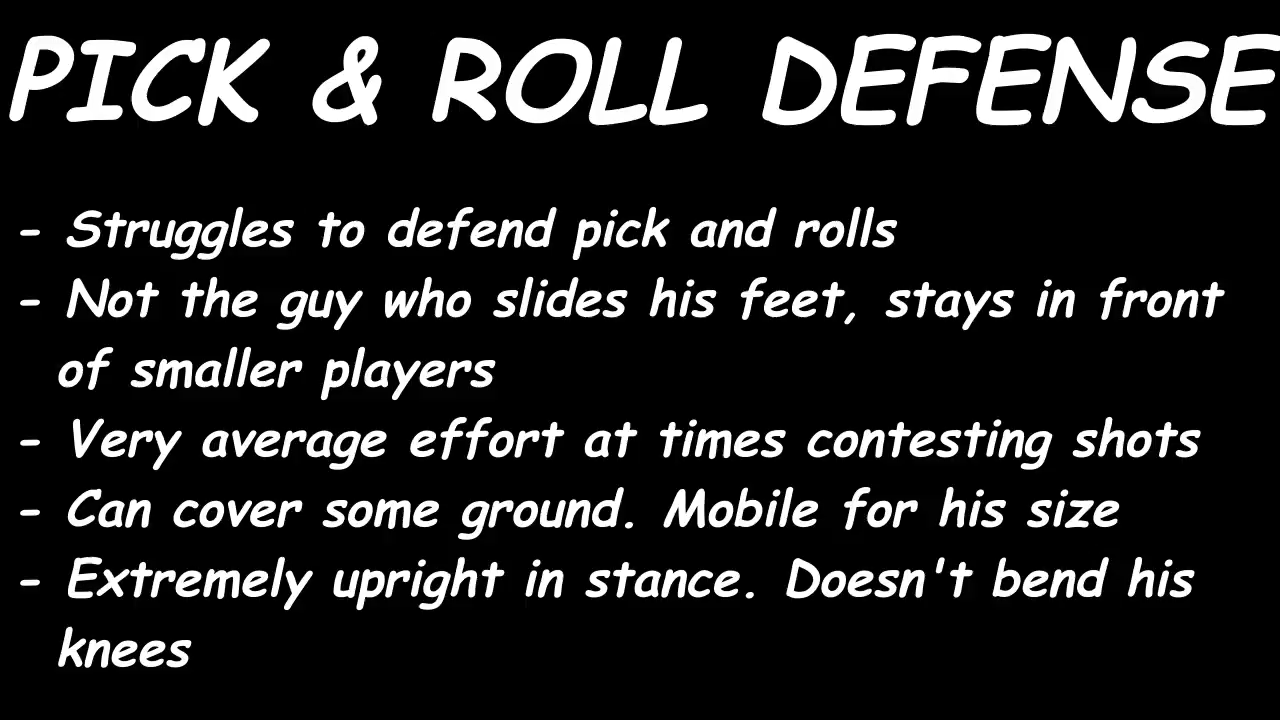 PICK & ROLL DEFENSE
- Struggles to defend pick and rolls
- Not the guy who slides his feet, stays in front
of smaller players
- Very average effort at times contesting shots
- Can cover some ground. Mobile for his size
- Extremely upright in stance. Doesn't bend his
knees